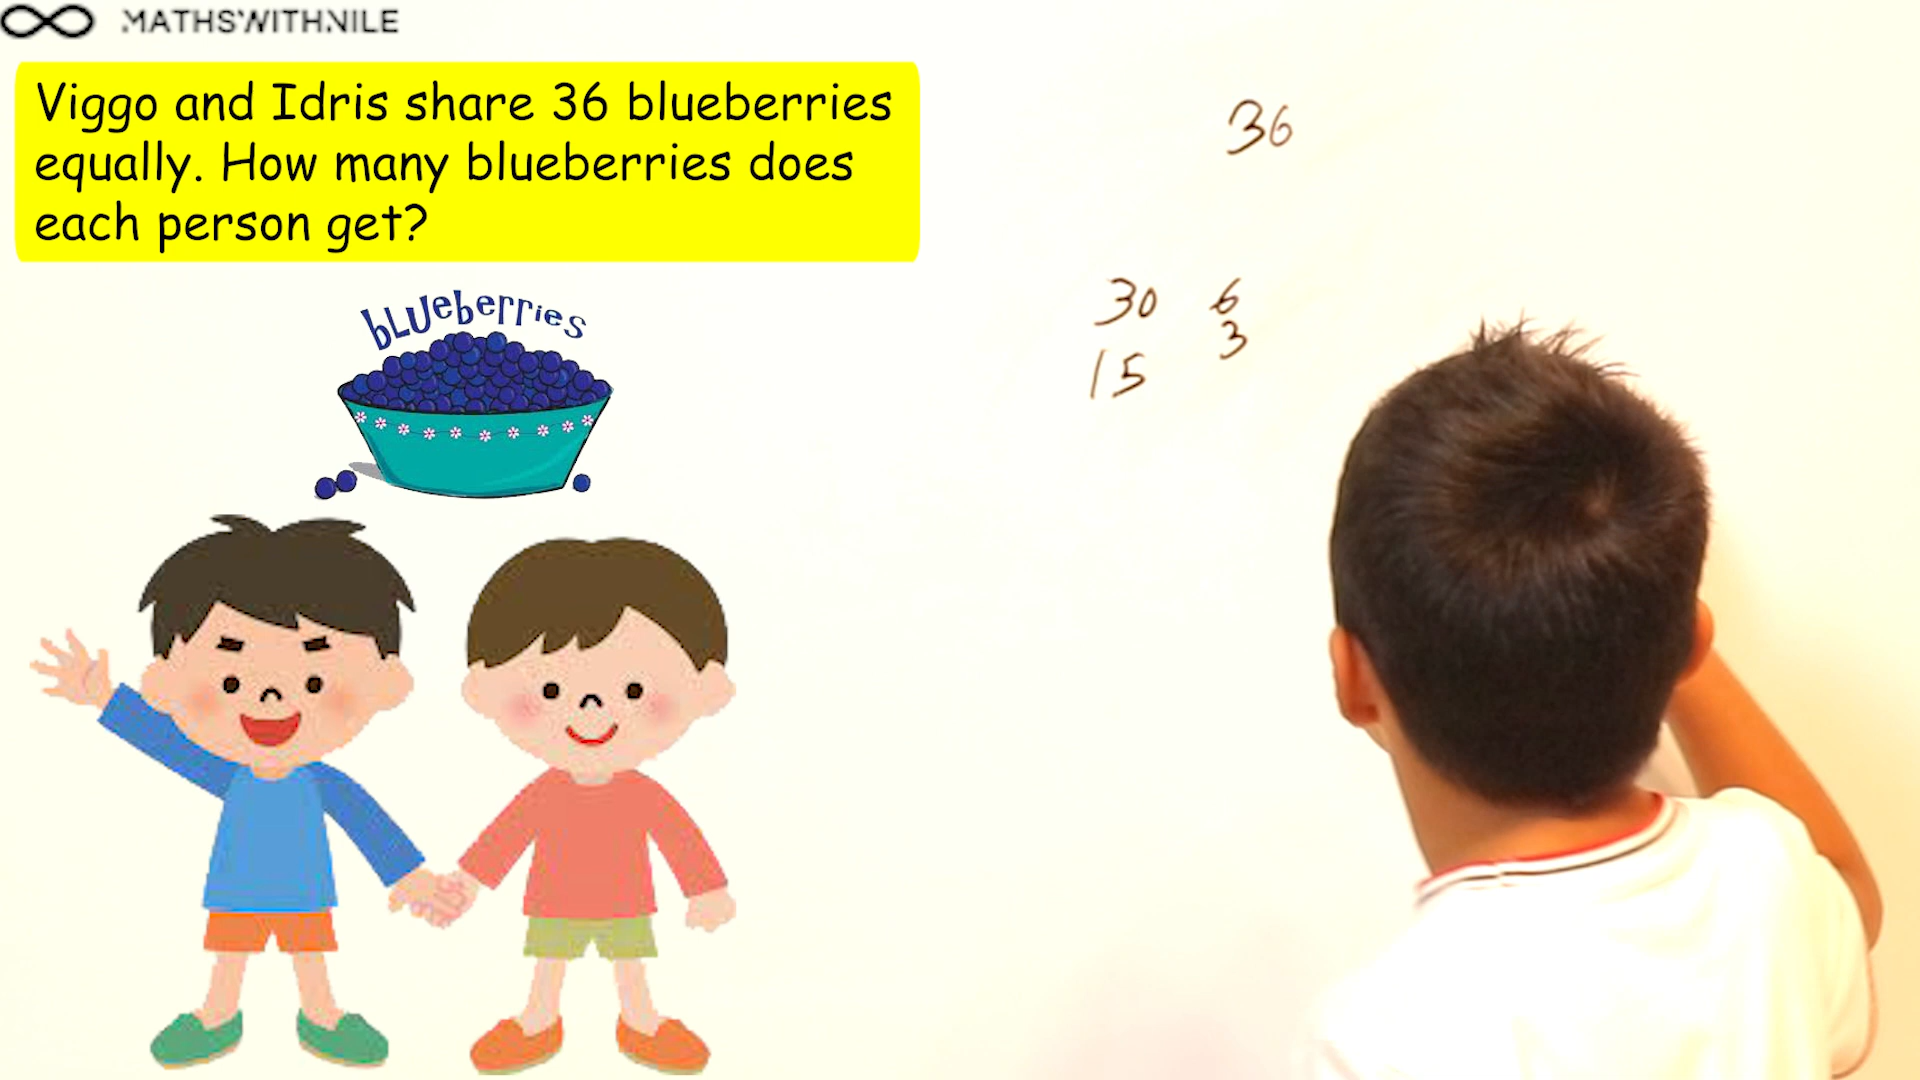 MATHSWITHNILE
Viggo and Idris share 36 blueberries
equally. How many blueberries does
each person get?
blueberries
36
30 6
3
15